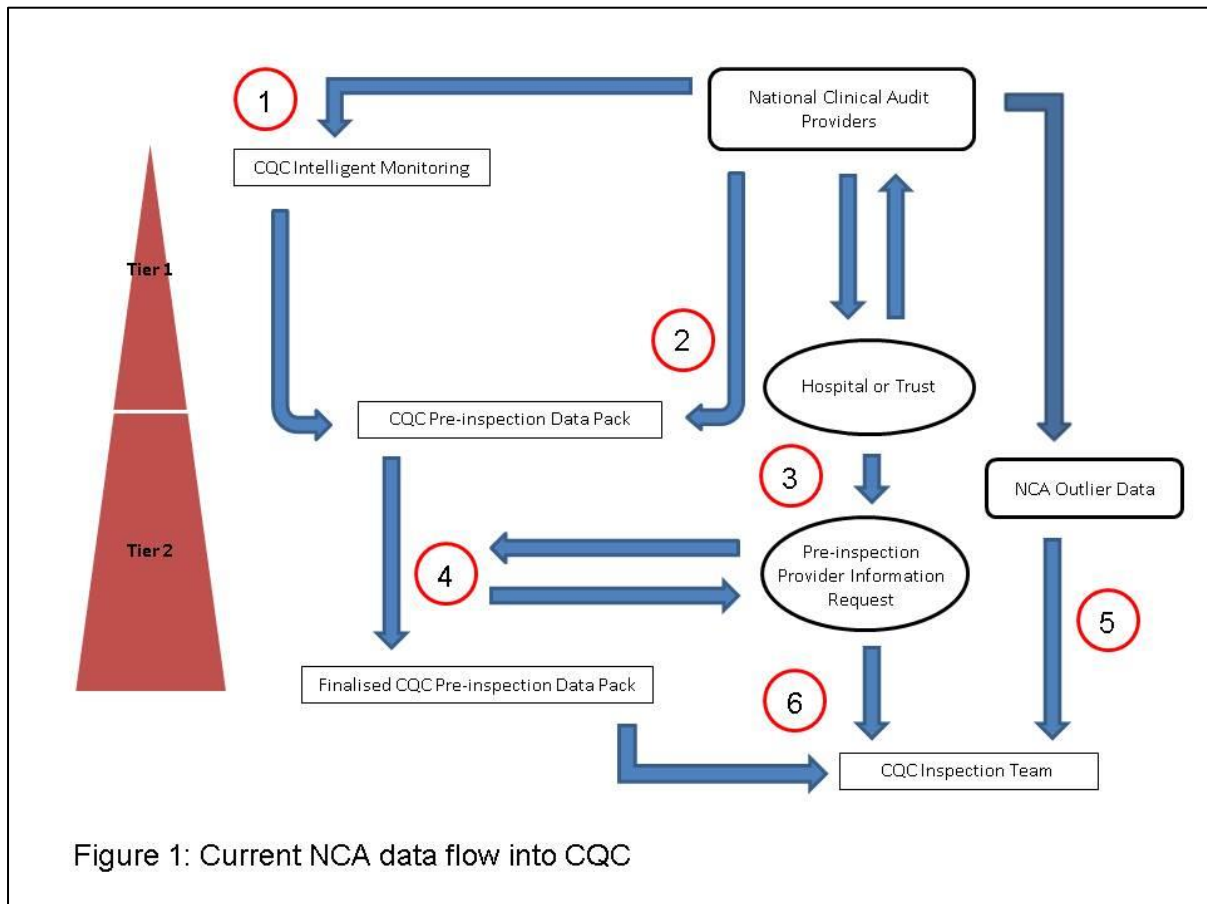 1
National Clinical Audit
Providers
CQC Intelligent Monitoring
Tier 1
2
Hospital or Trust
CQC Pre-inspection Data Pack
3
NCA Outlier Data
Tier 2
4
Pre-inspection
Provider Information
Request
5
Finalised CQC Pre-inspection Data Pack
6
CQC Inspection Team
Figure 1: Current NCA data flow into CQC